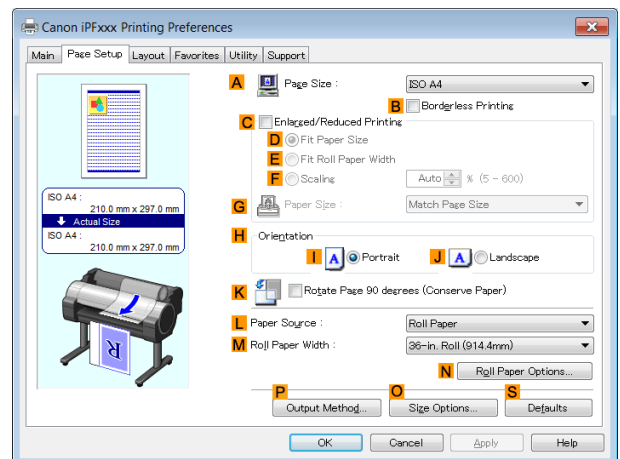 Canon iPFxxx Printing Preferences
Main Page Setup Layout Favorites Utility Support
A Page Size : ISO A4
B Borderless Printing
C Enlarged/Reduced Printing
D Fit Paper Size
E Fit Roll Paper Width
F Scaling Auto % (5 - 600)
G Paper Size : Match Page Size
ISO A4 :
210.0 mm x 297.0 mm
Actual Size
ISO A4 :
210.0 mm x 297.0 mm
H Orientation
I A Portrait J A Landscape
K Rotate Page 90 degrees (Conserve Paper)
L Paper Source : Roll Paper
M Roll Paper Width : 36-in. Roll (914.4mm)
N Roll Paper Options...
P O S
Output Method... Size Options... Defaults
R
OK Cancel Apply Help